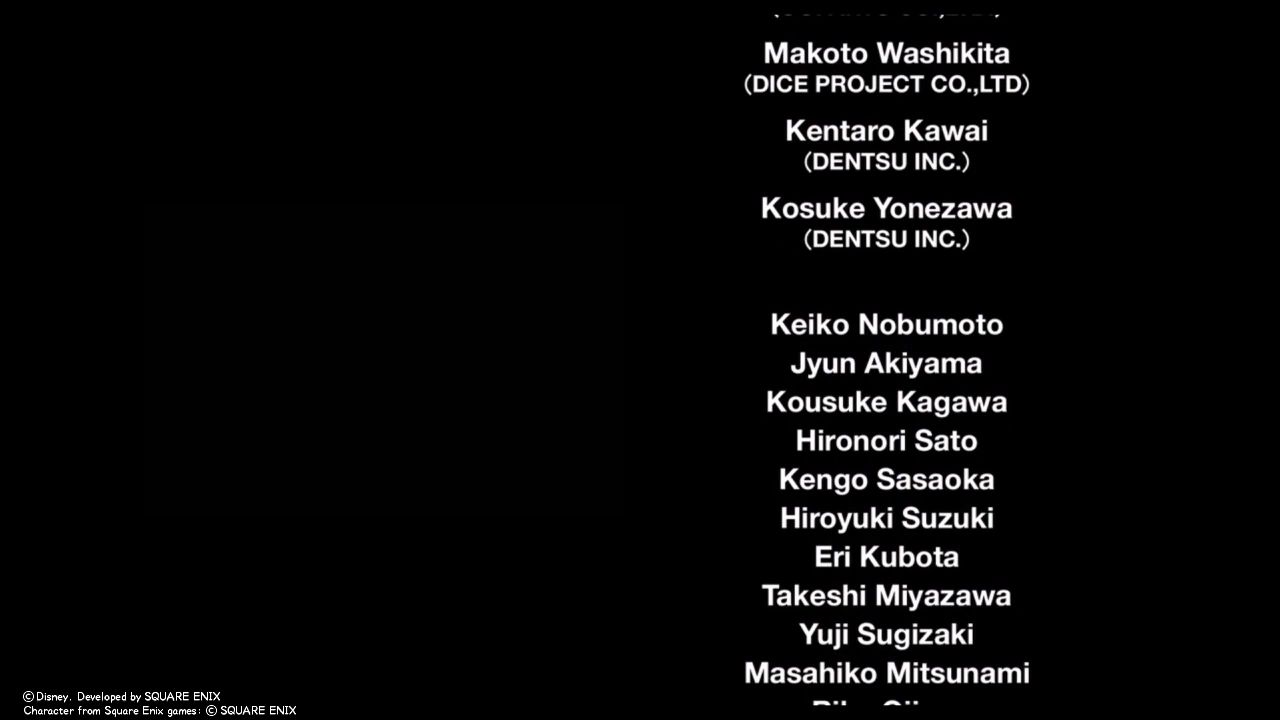 Makoto Washikita
(DICE PROJECT CO.,LTD)
Kentaro Kawai
(DENTSU INC.)
Kosuke Yonezawa
(DENTSU INC.)
Keiko Nobumoto
Jyun Akiyama
Kousuke Kagawa
Hironori Sato
Kengo Sasaoka
Hiroyuki Suzuki
Eri Kubota
Takeshi Miyazawa
Yuji Sugizaki
Masahiko Mitsunami
© Disney. Developed by SQUARE ENIX
Character from Square Enix games: © SQUARE ENIX